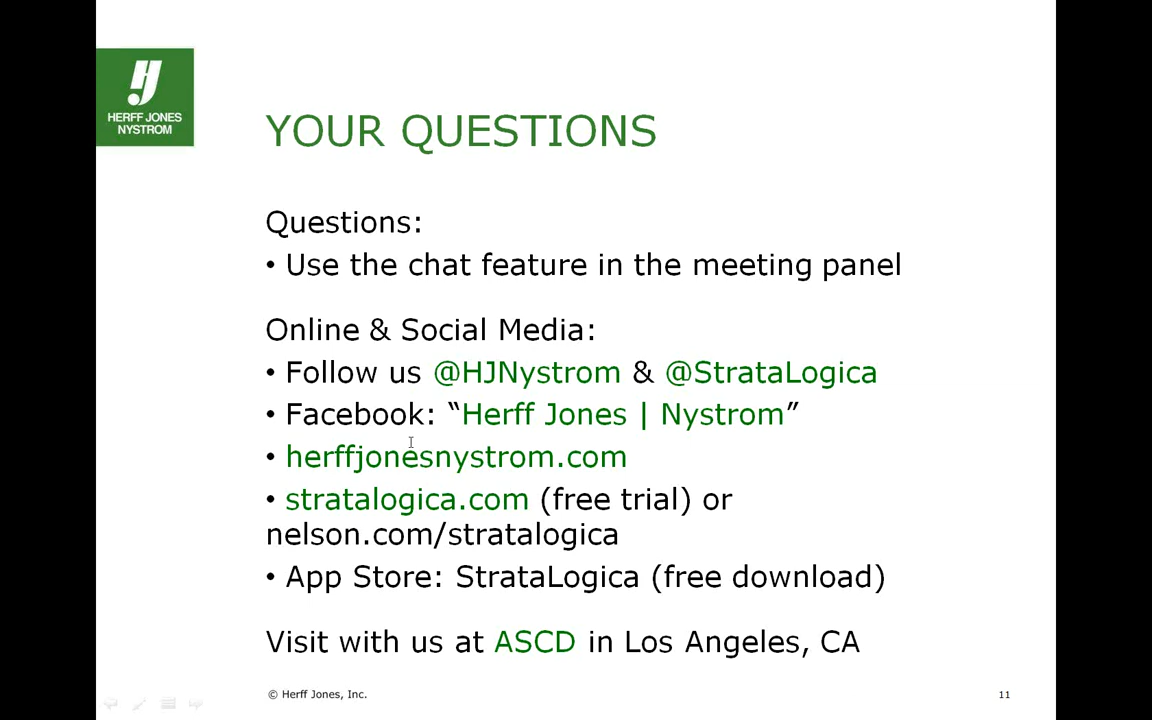 HERFF JONES
NYSTROM
YOUR QUESTIONS
Questions:
• Use the chat feature in the meeting panel
Online & Social Media:
• Follow us @HJNystrom & @StrataLogica
• Facebook: “Herff Jones | Nystrom”
• herffjonesnystrom.com
• stratalogica.com (free trial) or
nelson.com/stratalogica
• App Store: StrataLogica (free download)
Visit with us at ASCD in Los Angeles, CA
© Herff Jones, Inc.
11